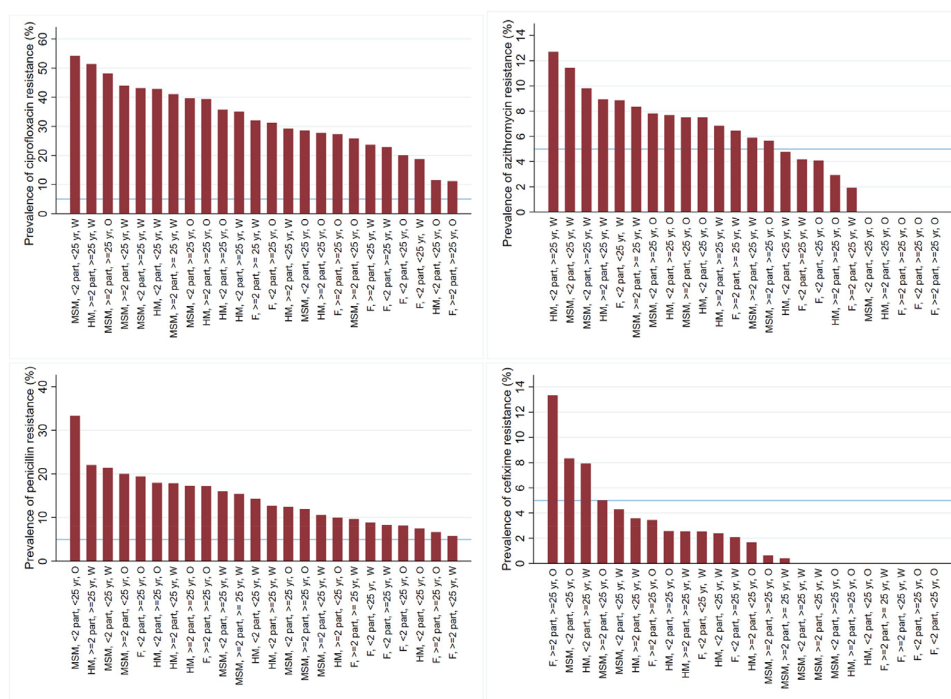 Prevalence of ciprofloxacin resistance (%)
60
50
40
30
20
10
0
MSM, <2 part, <25 yr, W
HM, >=2 part, >=25 yr, W
MSM, >=2 part, <25 yr, O
MSM, >=2 part, <25 yr, W
MSM, <2 part, >=25 yr, W
HM, <2 part, <25 yr, W
MSM, >=2 part, >= 25 yr, W
MSM, <2 part, >=25 yr, O
HM, >=2 part, >=25 yr, O
HM, <2 part, <25 yr, O
HM, <2 part, >=25 yr, W
F, >=2 part, >= 25 yr, W
F, <2 part, >=25 yr, O
HM, >=2 part, <25 yr, W
MSM, >=2 part, >=25 yr, O
HM, >=2 part, <25 yr, O
F, >=2 part, <25 yr, O
MSM, <2 part, <25 yr, O
F, <2 part, >=25 yr, W
F, >=2 part, <25 yr, W
F, <2 part, <25 yr, O
F, <2 part, <25 yr, W
HM, <2 part, >=25 yr, O
F, >=2 part, >=25 yr, O
Prevalence of azithromycin resistance (%)
14
12
10
8
6
4
2
0
HM, <2 part, >=25 yr, W
MSM, <2 part, <25 yr, W
MSM, <2 part, >=25 yr, W
HM, >=2 part, <25 yr, W
F, <2 part, <25 yr, W
MSM, >=2 part, >= 25 yr, W
MSM, >=2 part, <25 yr, O
HM, <2 part, >=25 yr, O
MSM, >=2 part, >=25 yr, O
MSM, >=2 part, <25 yr, W
HM, >=2 part, >=25 yr, W
F, >=2 part, >= 25 yr, W
MSM, >=2 part, <25 yr, W
MSM, <2 part, >=25 yr, O
HM, <2 part, <25 yr, W
F, <2 part, >=25 yr, W
F, <2 part, <25 yr, O
HM, >=2 part, >=25 yr, O
F, >=2 part, <25 yr, W
MSM, <2 part, <25 yr, O
HM, >=2 part, <25 yr, O
F, >=2 part, >=25 yr, O
F, <2 part, <25 yr, O
F, >=2 part, >=25 yr, O
Prevalence of penicillin resistance (%)
40
30
20
10
0
MSM, <2 part, <25 yr, O
HM, >=2 part, >=25 yr, W
MSM, <2 part, <25 yr, W
MSM, >=2 part, <25 yr, O
F, <2 part, >=25 yr, O
HM, <2 part, >=25 yr, O
HM, >=2 part, <25 yr, W
HM, >=2 part, >=25 yr, O
F, >=2 part, >=25 yr, O
MSM, <2 part, >=25 yr, W
MSM, >=2 part, >= 25 yr, W
HM, <2 part, <25 yr, W
HM, <2 part, <25 yr, O
MSM, <2 part, >=25 yr, O
MSM, >=2 part, >=25 yr, O
MSM, >=2 part, <25 yr, W
HM, >=2 part, <25 yr, O
F, >=2 part, >= 25 yr, W
F, <2 part, <25 yr, W
F, <2 part, >=25 yr, W
F, <2 part, <25 yr, O
HM, <2 part, >=25 yr, W
F, >=2 part, <25 yr, O
F, >=2 part, <25 yr, W
Prevalence of cefixime resistance (%)
14
12
10
8
6
4
2
0
F, >=2 part, >=25 yr, O
MSM, <2 part, <25 yr, O
HM, <2 part, >=25 yr, W
MSM, >=2 part, <25 yr, O
MSM, <2 part, <25 yr, W
HM, >=2 part, <25 yr, W
F, >=2 part, >=25 yr, O
HM, <2 part, >=25 yr, O
HM, >=2 part, >=25 yr, W
F, <2 part, <25 yr, W
HM, <2 part, <25 yr, W
F, <2 part, >=25 yr, W
HM, >=2 part, <25 yr, O
MSM, >=2 part, >=25 yr, O
MSM, >=2 part, >= 25 yr, W
MSM, >=2 part, <25 yr, W
MSM, <2 part, >=25 yr, W
MSM, <2 part, >=25 yr, O
HM, >=2 part, >=25 yr, O
HM, <2 part, <25 yr, O
F, >=2 part, >= 25 yr, W
F, >=2 part, <25 yr, W
F, <2 part, >=25 yr, O
F, <2 part, <25 yr, O